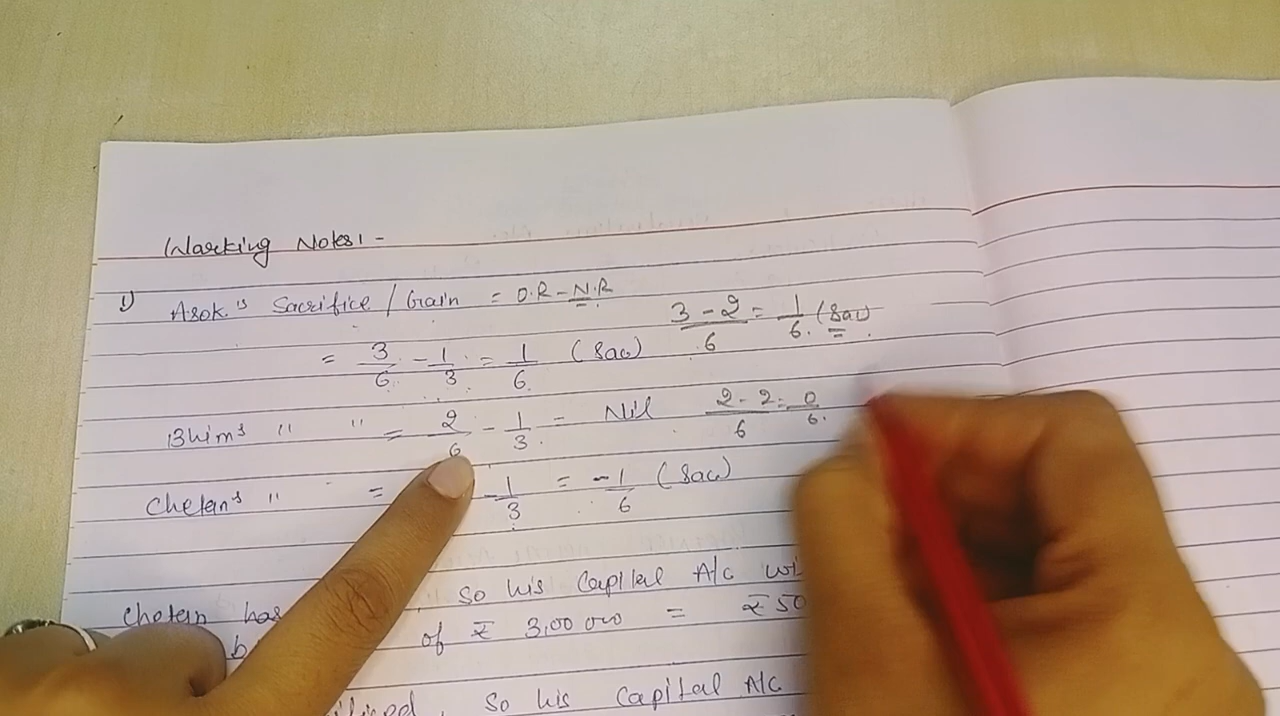 Working Notes :-
1) Asok's Sacrifice / Gain = O.R - N.R
= 3/6 - 1/3 = 1/6 (Sac) 3 - 2/6 = 1/6. (Sac)
Bhim's " " = 2/6 - 1/3 = Nil 2 - 2/6 = 0/6.
Chetan's " = - 1/3 = -1/6 (Sac)
Chetan has , so his Capital A/c
of ₹ 3,00,000 = ₹ 50
, So his Capital A/c